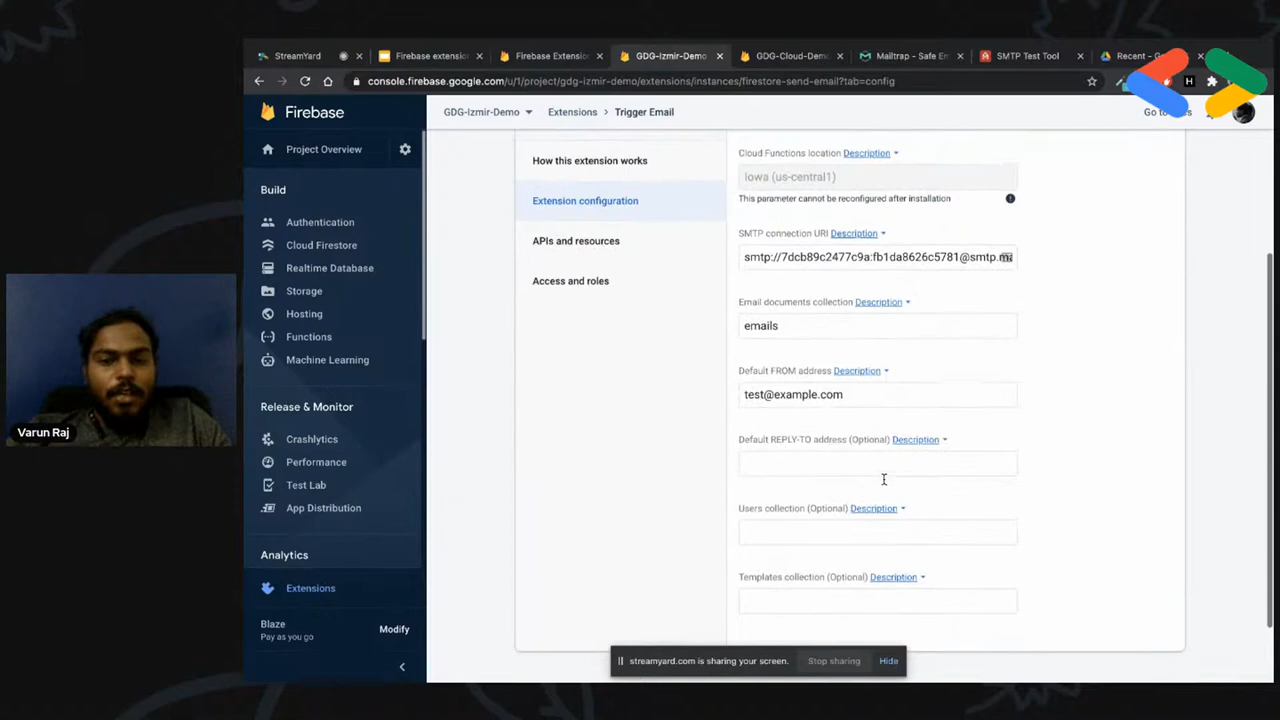 StreamYard
Firebase extension
Firebase Extension
GDG-Izmir-Demo
GDG-Cloud-Demo
Mailtrap - Safe Em
SMTP Test Tool
Recent - G
console.firebase.google.com/u/1/project/gdg-izmir-demo/extensions/instances/firestore-send-email?tab=config
Firebase
GDG-Izmir-Demo
Extensions > Trigger Email
Go to
Project Overview
Build
Authentication
Cloud Firestore
Realtime Database
Storage
Hosting
Functions
Machine Learning
Release & Monitor
Crashlytics
Performance
Test Lab
App Distribution
Analytics
Extensions
Blaze
Pay as you go
Modify
How this extension works
Extension configuration
APIs and resources
Access and roles
Cloud Functions location Description
Iowa (us-central1)
This parameter cannot be reconfigured after installation
SMTP connection URI Description
smtp://7dcb89c2477c9a:fb1da8626c5781@smtp.m
Email documents collection Description
emails
Default FROM address Description
test@example.com
Default REPLY-TO address (Optional) Description
Users collection (Optional) Description
Templates collection (Optional) Description
streamyard.com is sharing your screen.
Stop sharing
Hide
Varun Raj